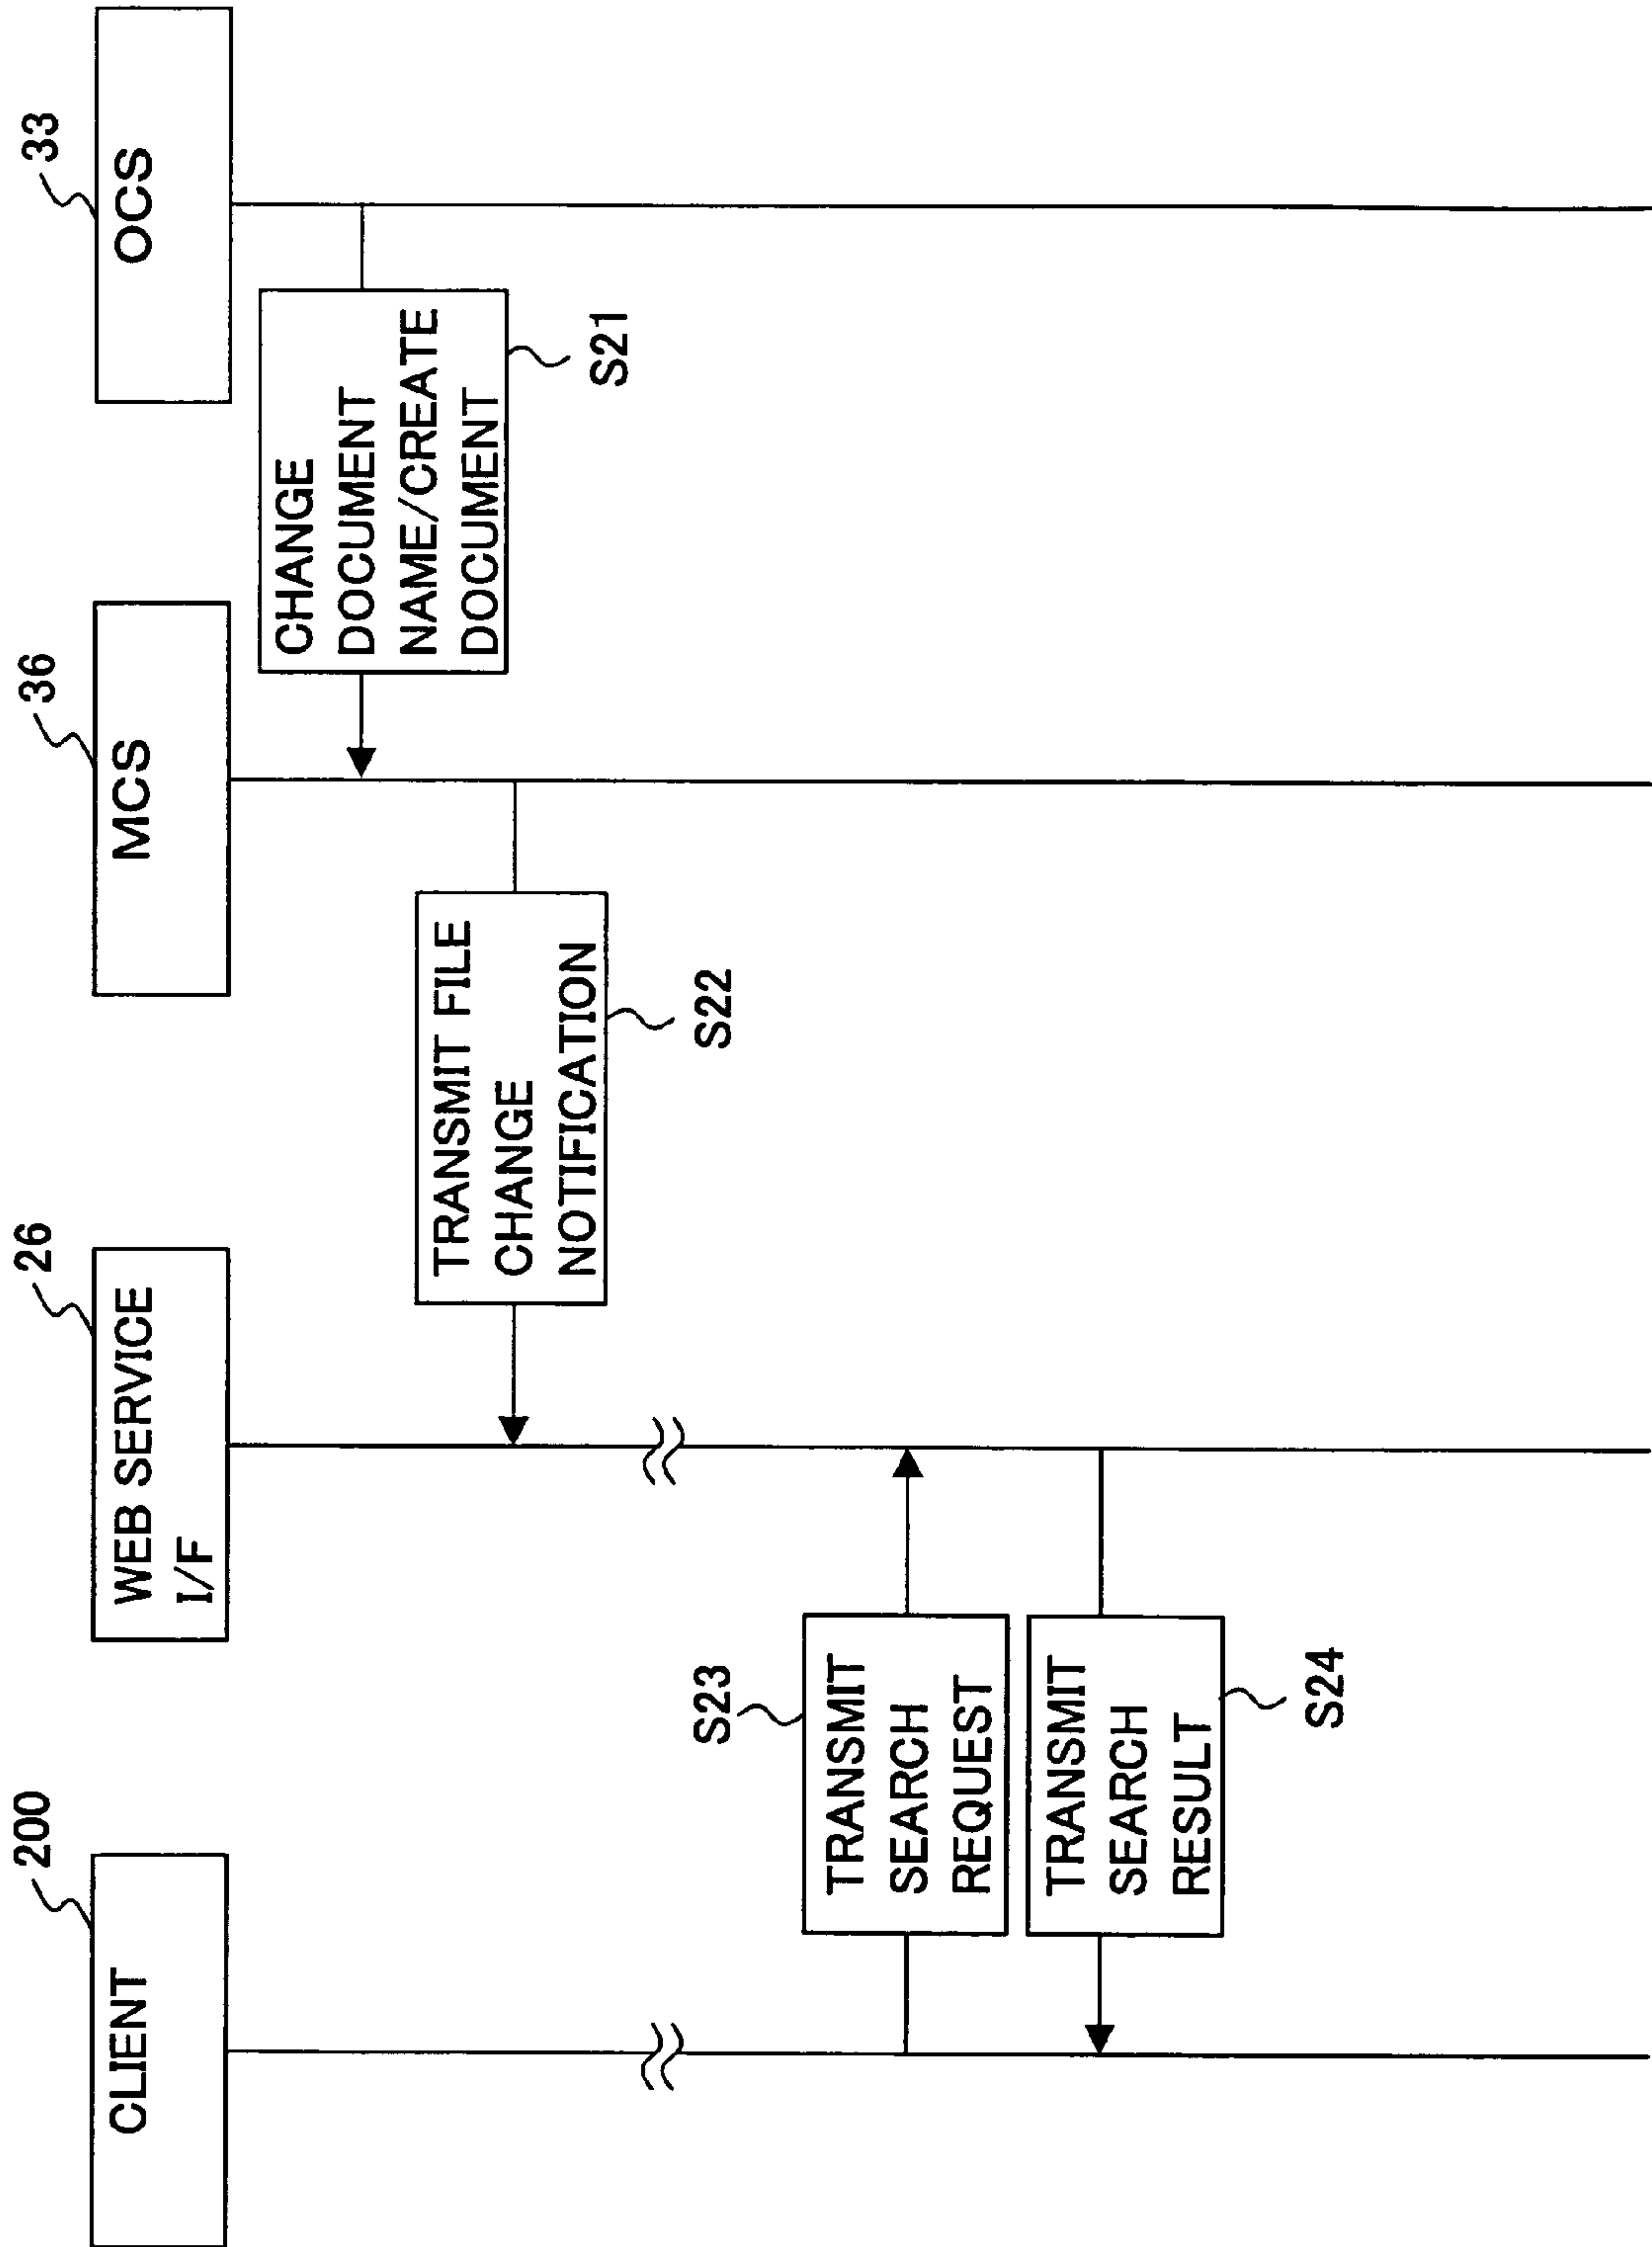 200
CLIENT
26
WEB SERVICE
I/F
36
MCS
33
OCS
CHANGE
DOCUMENT
NAME/CREATE
DOCUMENT
S21
TRANSMIT FILE
CHANGE
NOTIFICATION
S22
S23
TRANSMIT
SEARCH
REQUEST
TRANSMIT
SEARCH
RESULT
S24